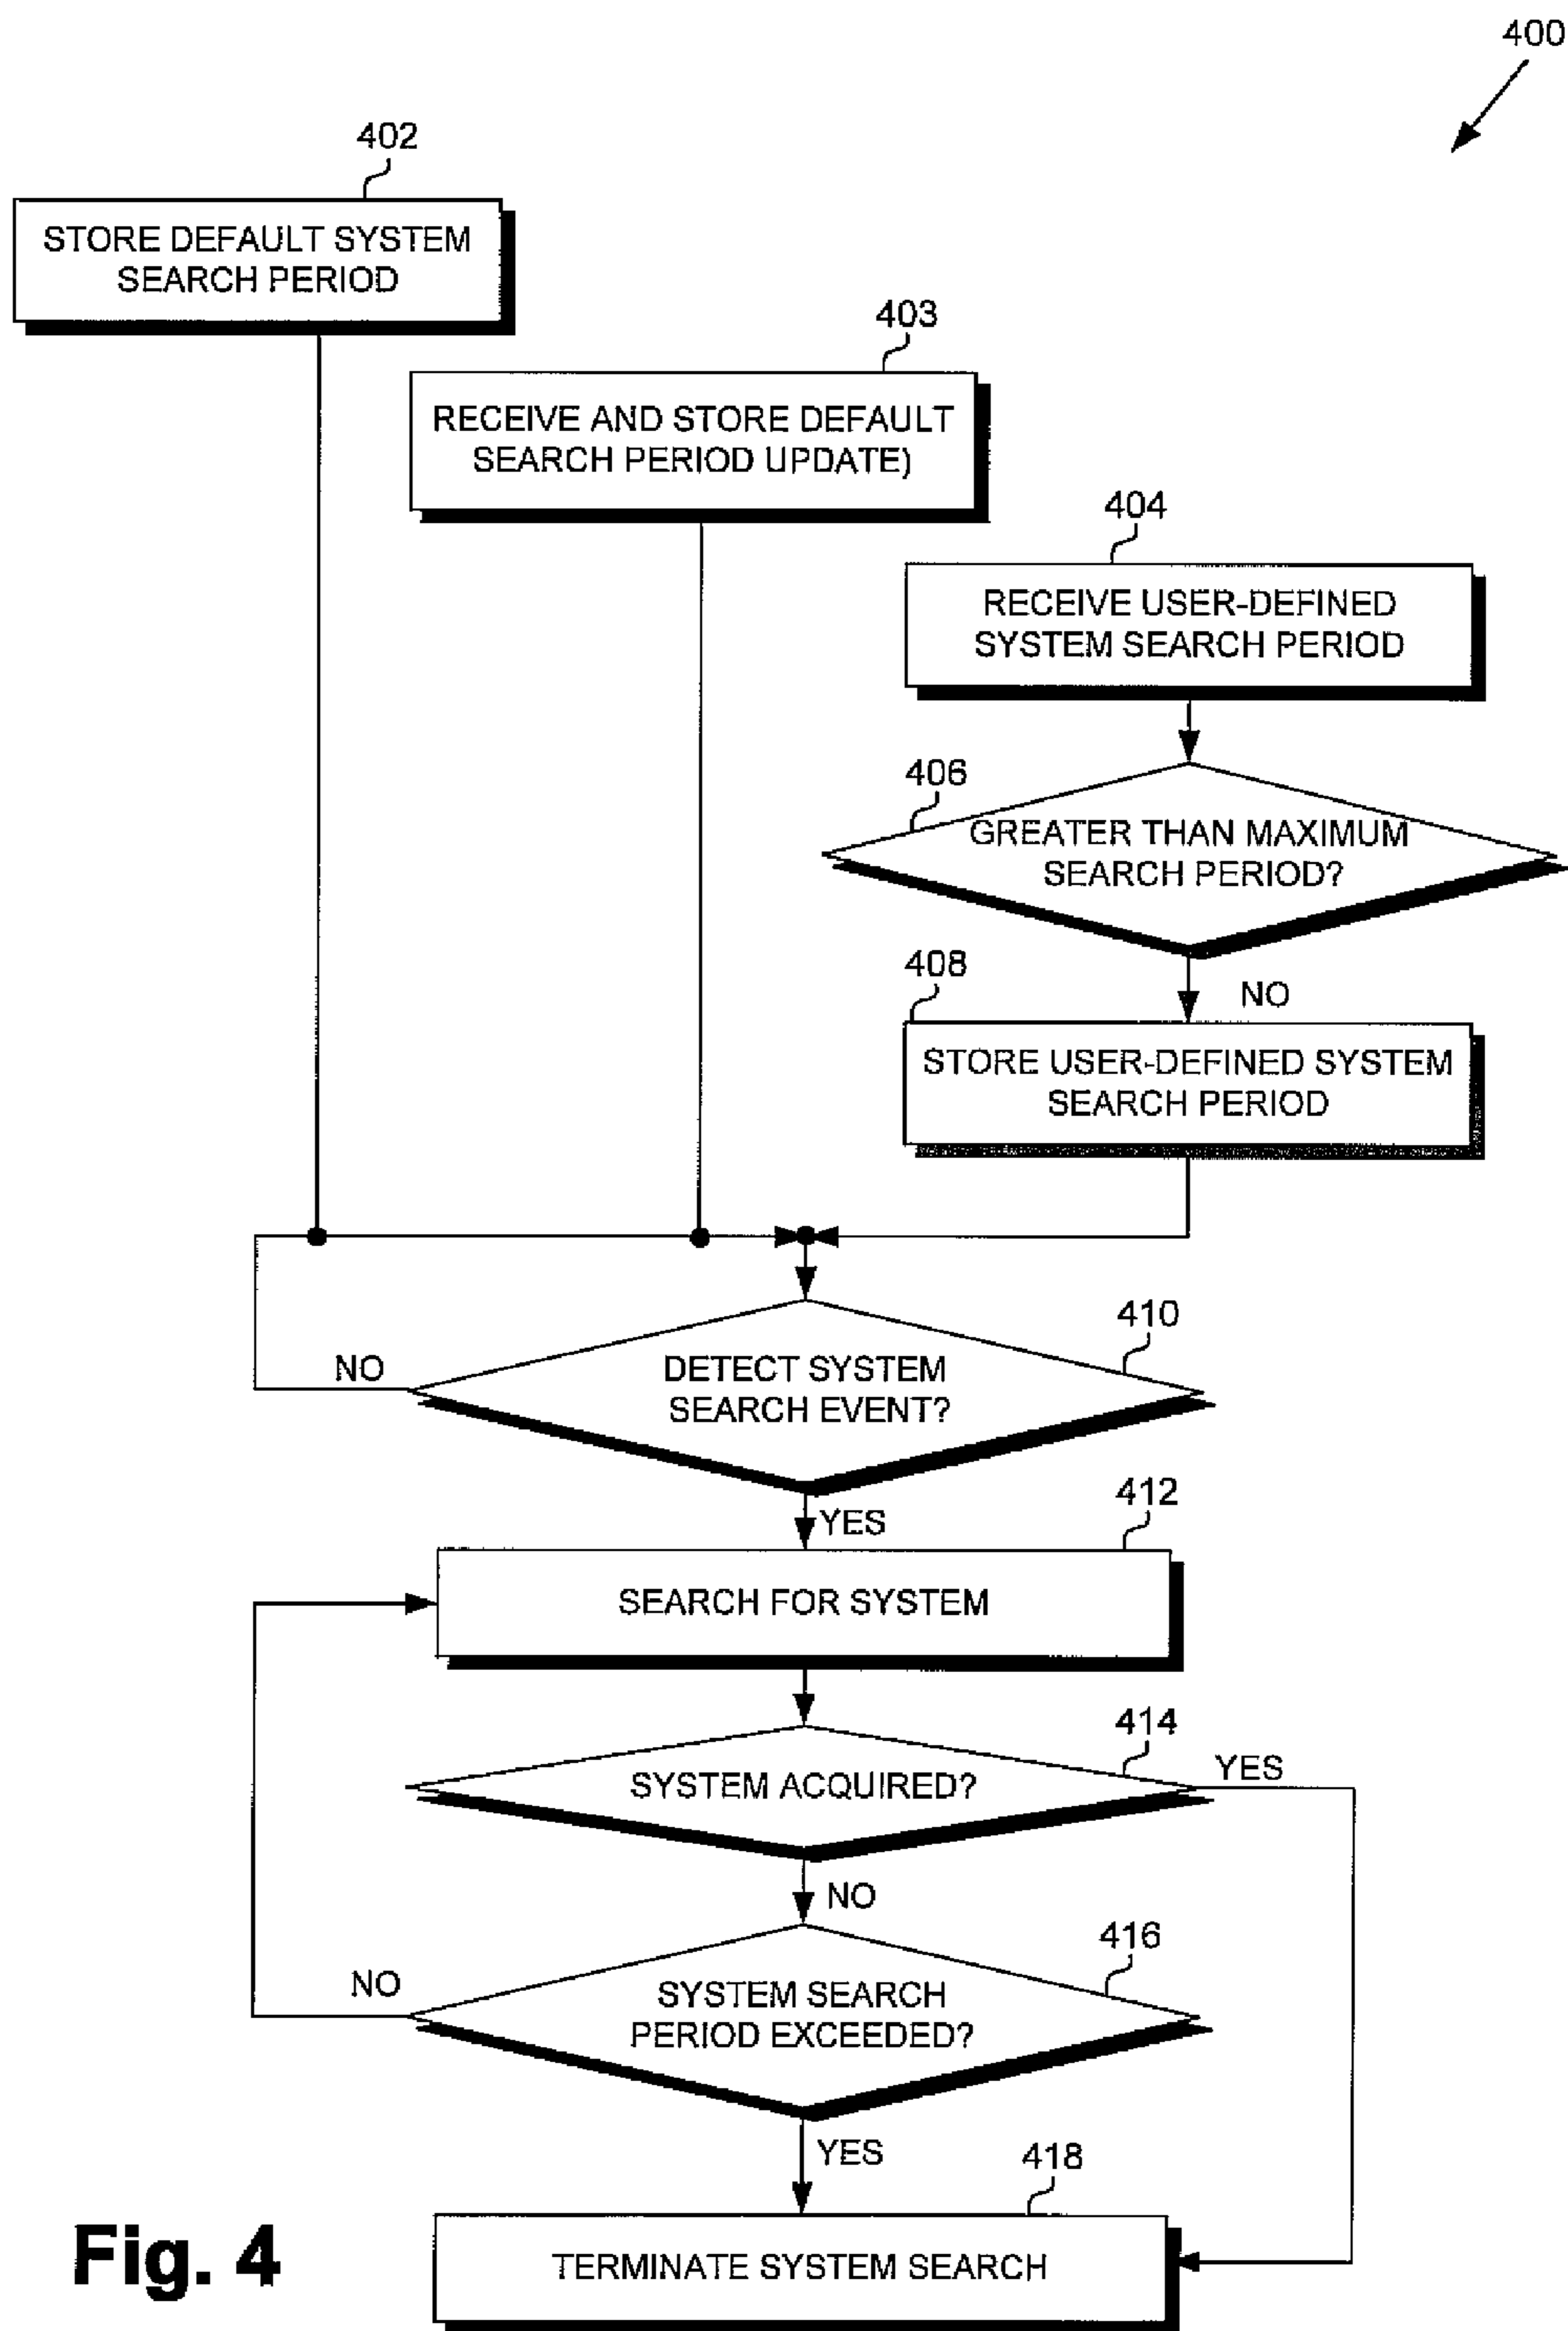 400
402
STORE DEFAULT SYSTEM
SEARCH PERIOD
403
RECEIVE AND STORE DEFAULT
SEARCH PERIOD UPDATE)
404
RECEIVE USER-DEFINED
SYSTEM SEARCH PERIOD
406
GREATER THAN MAXIMUM
SEARCH PERIOD?
408
NO
STORE USER-DEFINED SYSTEM
SEARCH PERIOD
410
NO
DETECT SYSTEM
SEARCH EVENT?
412
YES
SEARCH FOR SYSTEM
414
YES
SYSTEM ACQUIRED?
NO
416
NO
SYSTEM SEARCH
PERIOD EXCEEDED?
YES
418
TERMINATE SYSTEM SEARCH
Fig. 4